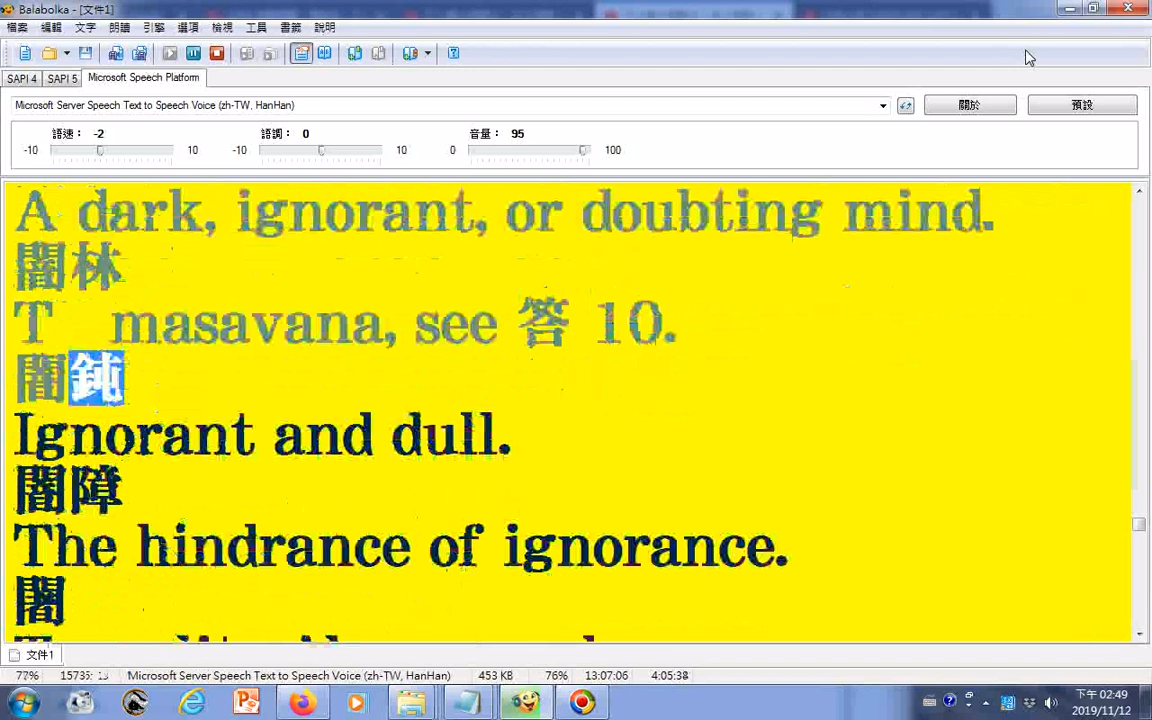 Balabolka - [文件1]
檔案 編輯 文字 朗讀 引擎 選項 檢視 工具 書籤 說明
SAPI 4 SAPI 5 Microsoft Speech Platform
Microsoft Server Speech Text to Speech Voice (zh-TW, HanHan) 關於 預設
語速： -2 語調： 0 音量： 95
-10 10 -10 10 0 100
A dark, ignorant, or doubting mind.
闇林
T masavana, see 答 10.
闇鈍
Ignorant and dull.
闇障
The hindrance of ignorance.
闇
文件1
77% 15735: 13 Microsoft Server Speech Text to Speech Voice (zh-TW, HanHan) 453 KB 76% 13:07:06 4:05:38
下午 02:49
2019/11/12